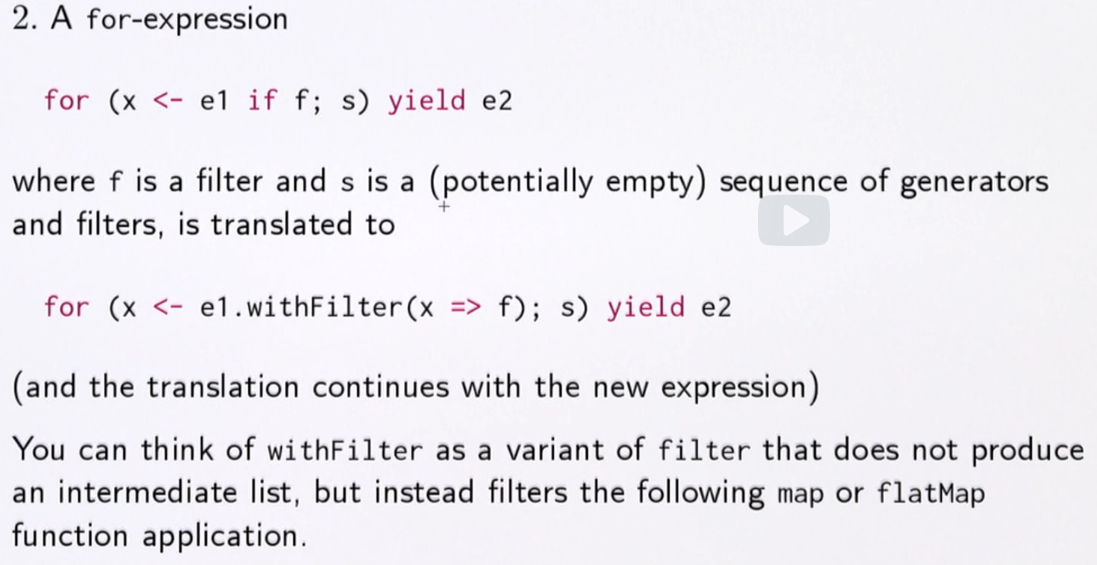 2. A for-expression
for (x <- e1 if f; s) yield e2
where f is a filter and s is a (potentially empty) sequence of generators
and filters, is translated to
for (x <- e1.withFilter(x => f); s) yield e2
(and the translation continues with the new expression)
You can think of withFilter as a variant of filter that does not produce
an intermediate list, but instead filters the following map or flatMap
function application.